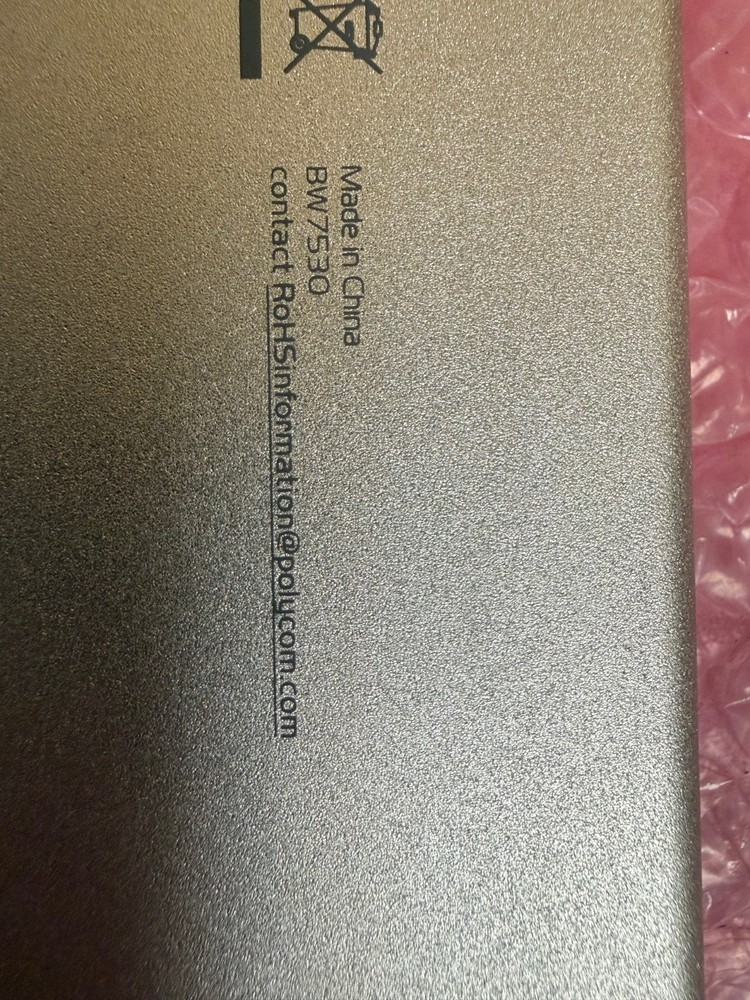 Made in China
BW7530
contact RoHSinformation@polycom.com